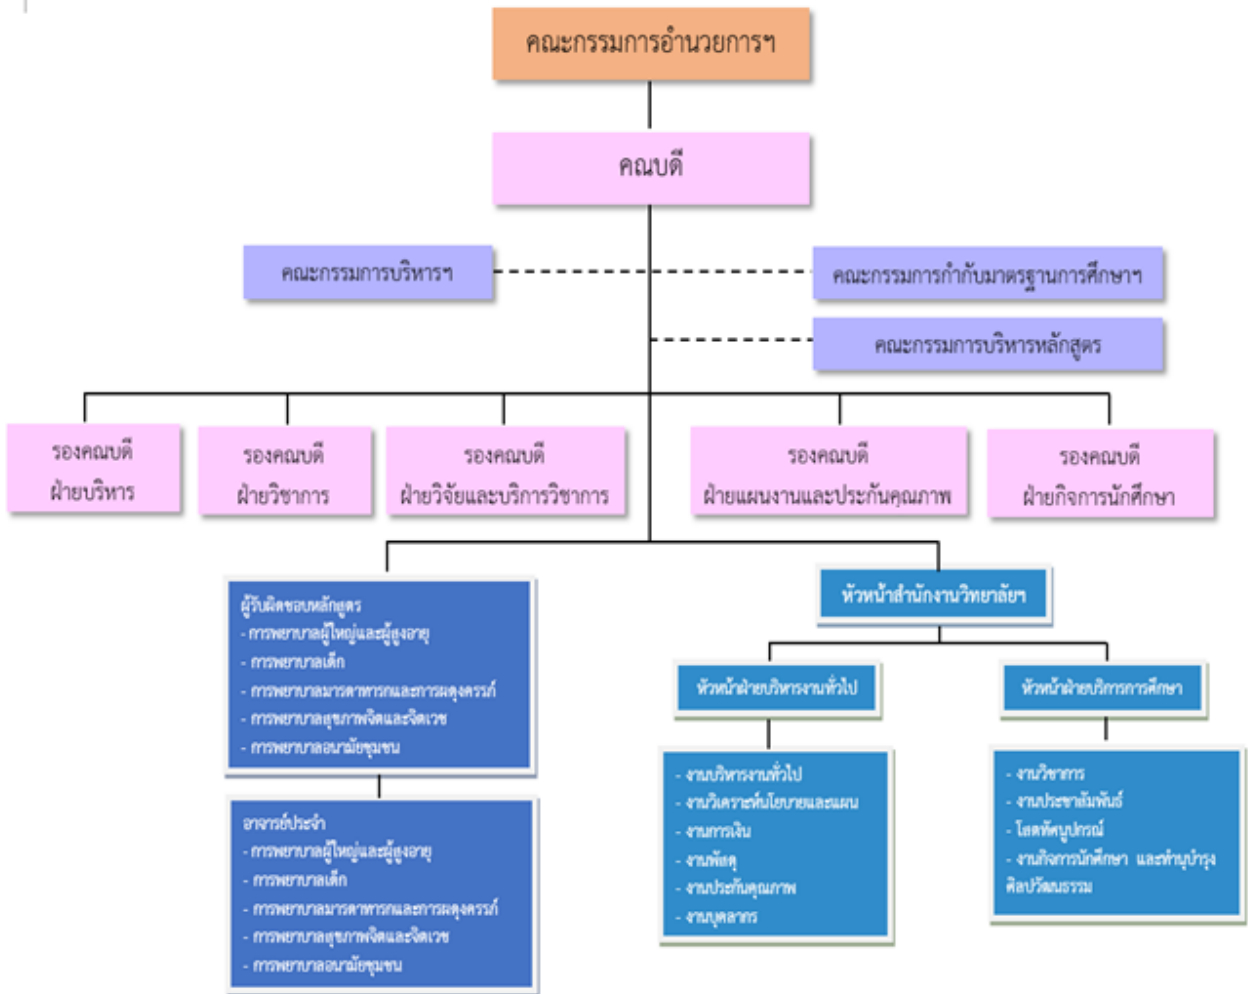 คณะกรรมการอำนวยการฯ
คณบดี
คณะกรรมการบริหารฯ
คณะกรรมการกำกับมาตรฐานการศึกษาฯ
คณะกรรมการบริหารหลักสูตร
รองคณบดี
ฝ่ายบริหาร
รองคณบดี
ฝ่ายวิชาการ
รองคณบดี
ฝ่ายวิจัยและบริการวิชาการ
รองคณบดี
ฝ่ายแผนงานและประกันคุณภาพ
รองคณบดี
ฝ่ายกิจการนักศึกษา
ผู้รับผิดชอบหลักสูตร
- การพยาบาลผู้ใหญ่และผู้สูงอายุ
- การพยาบาลเด็ก
- การพยาบาลมารดาทารกและการผดุงครรภ์
- การพยาบาลสุขภาพจิตและจิตเวช
- การพยาบาลอนามัยชุมชน
อาจารย์ประจำ
- การพยาบาลผู้ใหญ่และผู้สูงอายุ
- การพยาบาลเด็ก
- การพยาบาลมารดาทารกและการผดุงครรภ์
- การพยาบาลสุขภาพจิตและจิตเวช
- การพยาบาลอนามัยชุมชน
หัวหน้าสำนักงานวิทยาลัยฯ
หัวหน้าฝ่ายบริหารงานทั่วไป
- งานบริหารงานทั่วไป
- งานวิเคราะห์นโยบายและแผน
- งานการเงิน
- งานพัสดุ
- งานประกันคุณภาพ
- งานบุคลากร
หัวหน้าฝ่ายบริการการศึกษา
- งานวิชาการ
- งานประชาสัมพันธ์
- โสตทัศนูปกรณ์
- งานกิจการนักศึกษา และทำนุบำรุง
ศิลปวัฒนธรรม